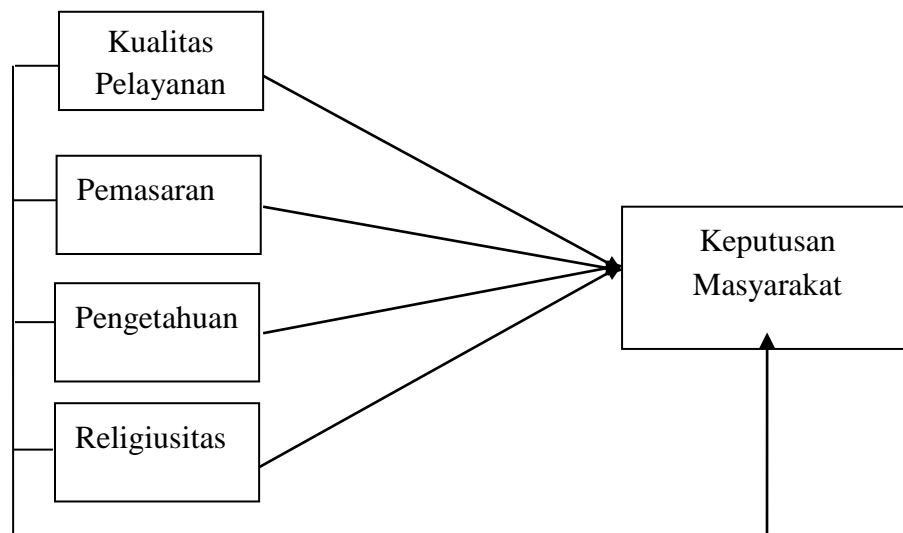 Kualitas
Pelayanan
Pemasaran
Pengetahuan
Religiusitas
Keputusan
Masyarakat